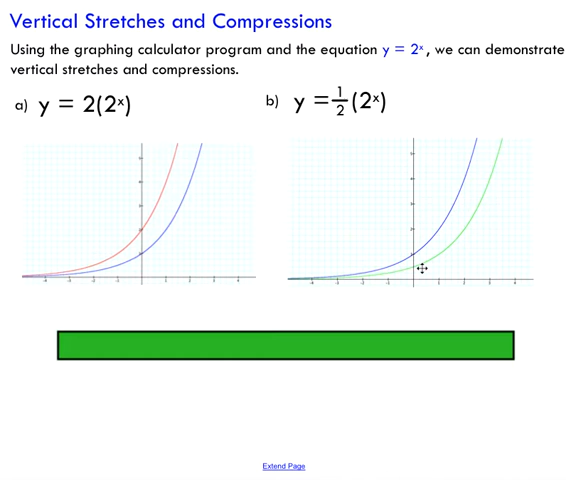 Vertical Stretches and Compressions
Using the graphing calculator program and the equation y = 2ˣ, we can demonstrate
vertical stretches and compressions.
a) y = 2(2ˣ)
b) y = ½(2ˣ)
Extend Page